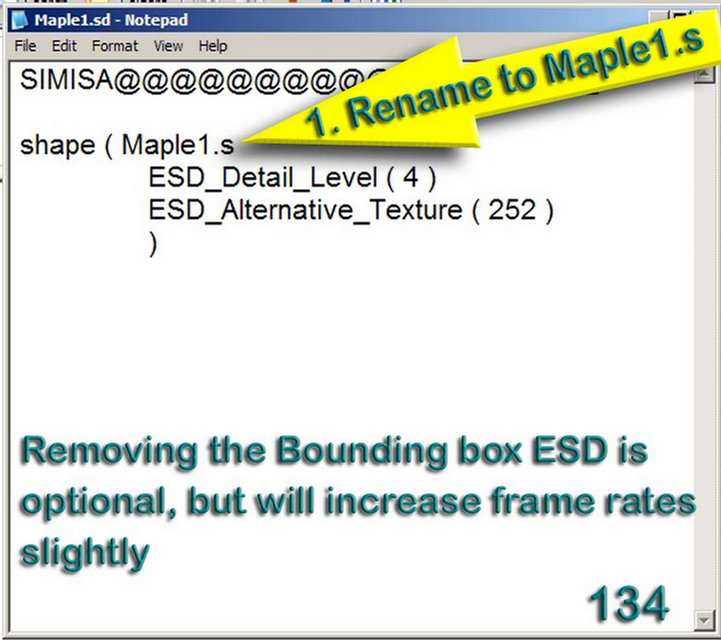 Maple1.sd - Notepad
File Edit Format View Help
SIMISA@@@@@@@@@@
1. Rename to Maple1.s
shape ( Maple1.s
ESD_Detail_Level ( 4 )
ESD_Alternative_Texture ( 252 )
)
Removing the Bounding box ESD is
optional, but will increase frame rates
slightly
134